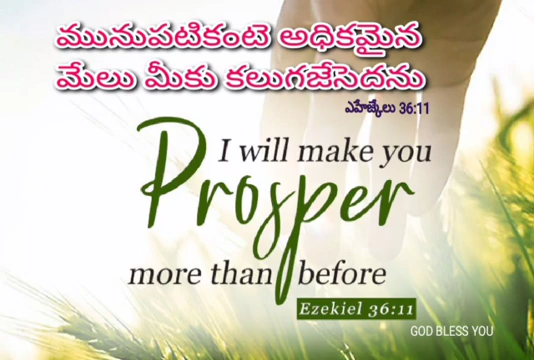 మునుపటికంటె అధికమైన
మేలు మీకు కలుగజేసెదను
ఎహేజ్కేలు 36:11
I will make you
Prosper
more than before
Ezekiel 36:11
GOD BLESS YOU